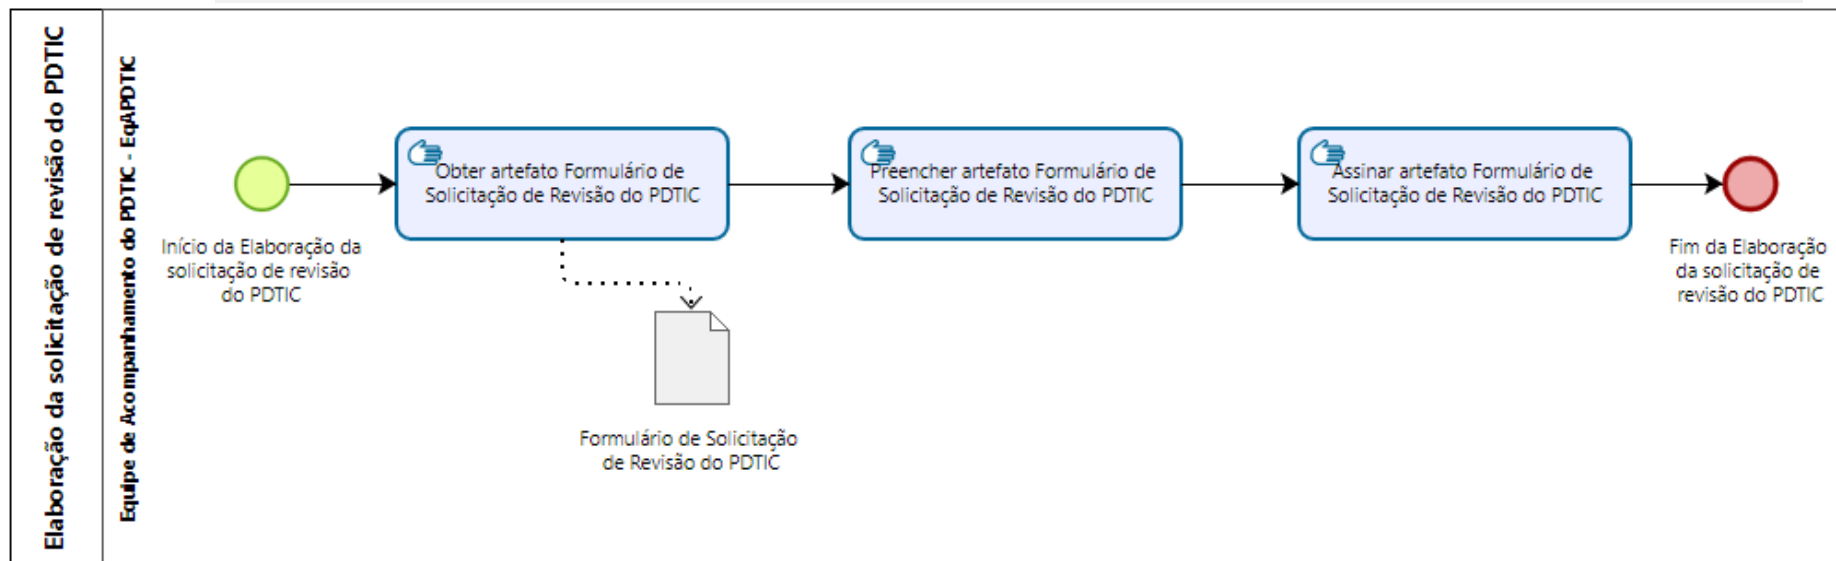 Elaboração da solicitação de revisão do PDTIC
Equipe de Acompanhamento do PDTIC - EqAPDTIC
Início da Elaboração da
solicitação de revisão
do PDTIC
Obter artefato Formulário de
Solicitação de Revisão do PDTIC
Formulário de Solicitação
de Revisão do PDTIC
Preencher artefato Formulário de
Solicitação de Revisão do PDTIC
Assinar artefato Formulário de
Solicitação de Revisão do PDTIC
Fim da Elaboração
da solicitação de
revisão do PDTIC